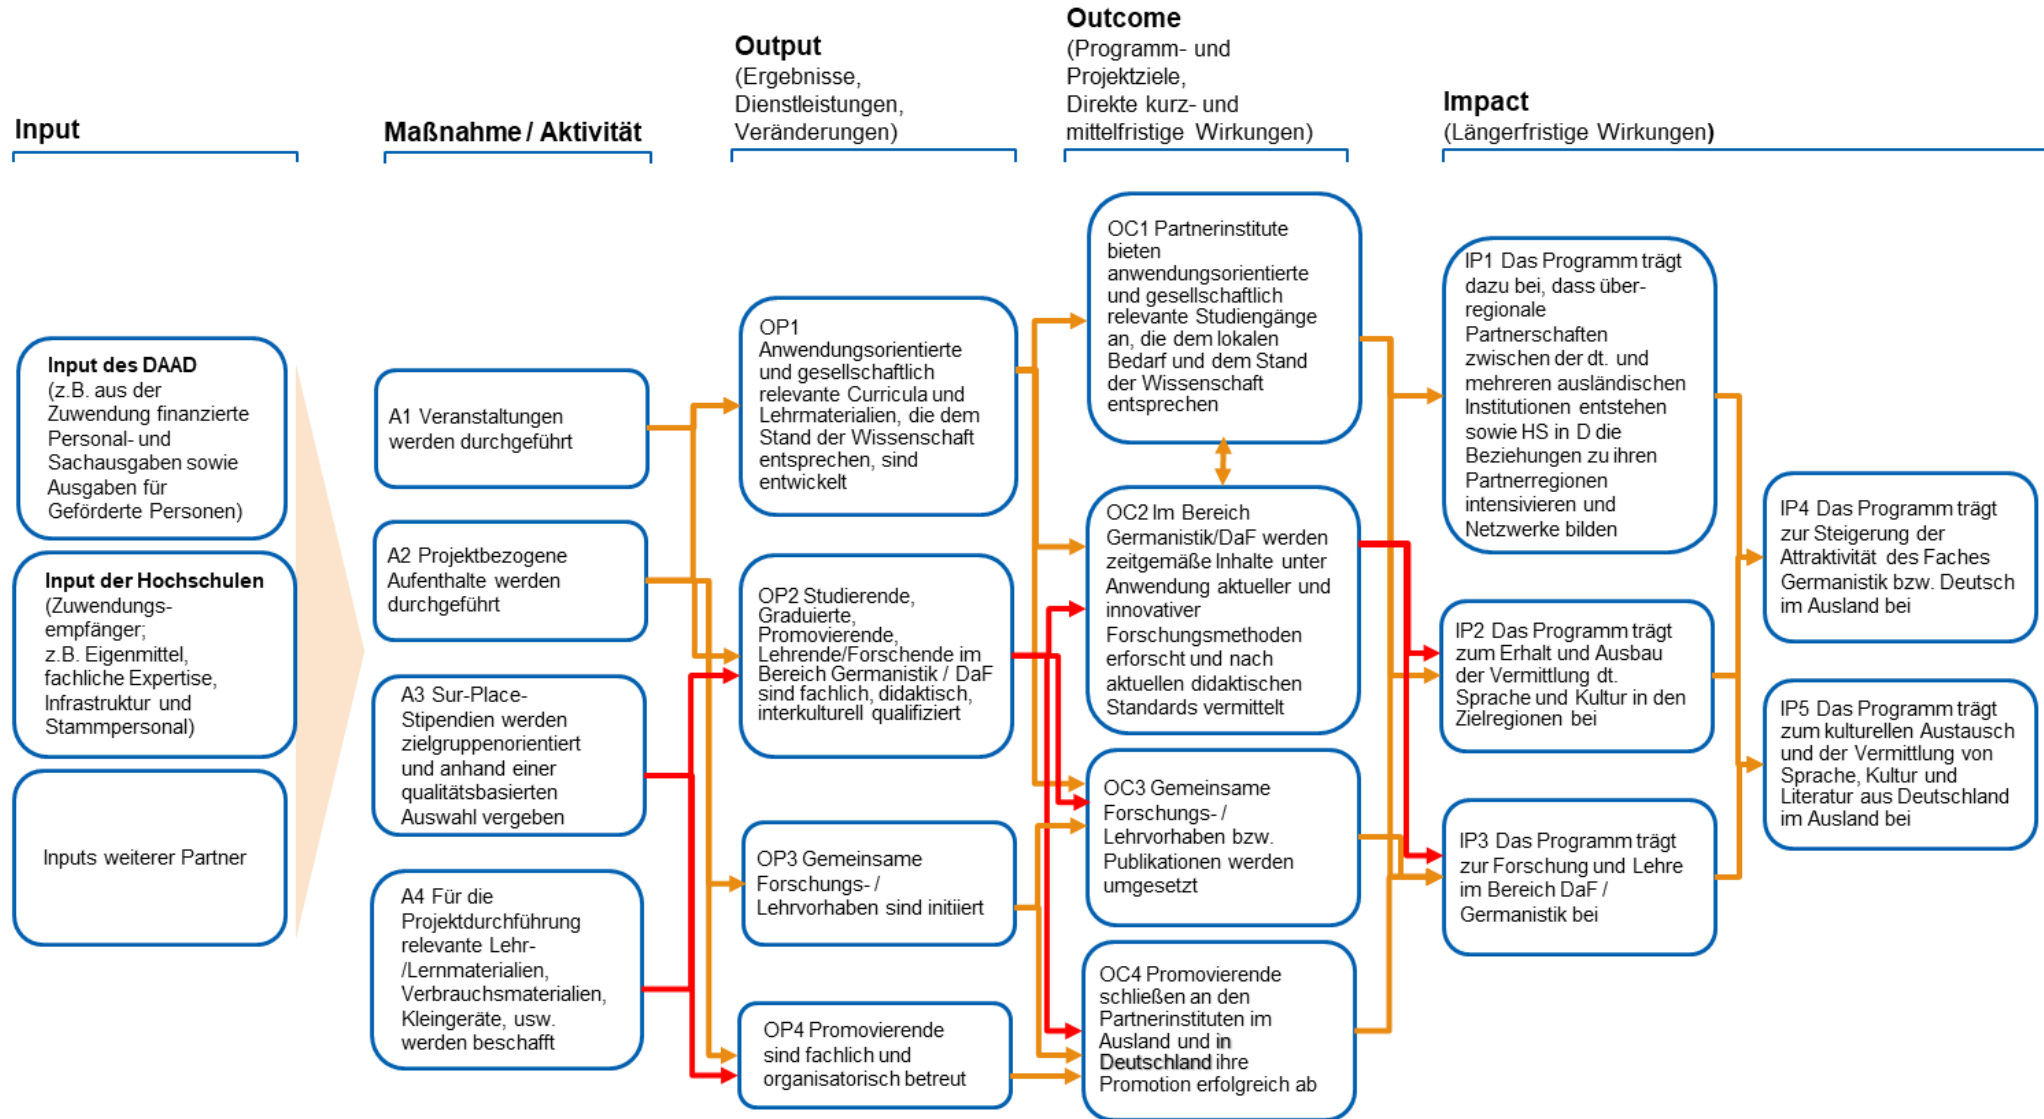 Input
Maßnahme / Aktivität
Output
(Ergebnisse,
Dienstleistungen,
Veränderungen)
Outcome
(Programm- und
Projektziele,
Direkte kurz- und
mittelfristige Wirkungen)
Impact
(Längerfristige Wirkungen)
Input des DAAD
(z.B. aus der
Zuwendung finanzierte
Personal- und
Sachausgaben sowie
Ausgaben für
Geförderte Personen)
Input der Hochschulen
(Zuwendungs-
empfänger;
z.B. Eigenmittel,
fachliche Expertise,
Infrastruktur und
Stammpersonal)
Inputs weiterer Partner
A1 Veranstaltungen
werden durchgeführt
A2 Projektbezogene
Aufenthalte werden
durchgeführt
A3 Sur-Place-
Stipendien werden
zielgruppenorientiert
und anhand einer
qualitätsbasierten
Auswahl vergeben
A4 Für die
Projektdurchführung
relevante Lehr-
/Lernmaterialien,
Verbrauchsmaterialien,
Kleingeräte, usw.
werden beschafft
OP1
Anwendungsorientierte
und gesellschaftlich
relevante Curricula und
Lehrmaterialien, die dem
Stand der Wissenschaft
entsprechen, sind
entwickelt
OP2 Studierende,
Graduierte,
Promovierende,
Lehrende/Forschende im
Bereich Germanistik / DaF
sind fachlich, didaktisch,
interkulturell qualifiziert
OP3 Gemeinsame
Forschungs- /
Lehrvorhaben sind initiiert
OP4 Promovierende
sind fachlich und
organisatorisch betreut
OC1 Partnerinstitute
bieten
anwendungsorientierte
und gesellschaftlich
relevante Studiengänge
an, die dem lokalen
Bedarf und dem Stand
der Wissenschaft
entsprechen
OC2 Im Bereich
Germanistik/DaF werden
zeitgemäße Inhalte unter
Anwendung aktueller und
innovativer
Forschungsmethoden
erforscht und nach
aktuellen didaktischen
Standards vermittelt
OC3 Gemeinsame
Forschungs- /
Lehrvorhaben bzw.
Publikationen werden
umgesetzt
OC4 Promovierende
schließen an den
Partnerinstituten im
Ausland und in
Deutschland ihre
Promotion erfolgreich ab
IP1 Das Programm trägt
dazu bei, dass über-
regionale
Partnerschaften
zwischen der dt. und
mehreren ausländischen
Institutionen entstehen
sowie HS in D die
Beziehungen zu ihren
Partnerregionen
intensivieren und
Netzwerke bilden
IP2 Das Programm trägt
zum Erhalt und Ausbau
der Vermittlung dt.
Sprache und Kultur in den
Zielregionen bei
IP3 Das Programm trägt
zur Forschung und Lehre
im Bereich DaF /
Germanistik bei
IP4 Das Programm trägt
zur Steigerung der
Attraktivität des Faches
Germanistik bzw. Deutsch
im Ausland bei
IP5 Das Programm trägt
zum kulturellen Austausch
und der Vermittlung von
Sprache, Kultur und
Literatur aus Deutschland
im Ausland bei